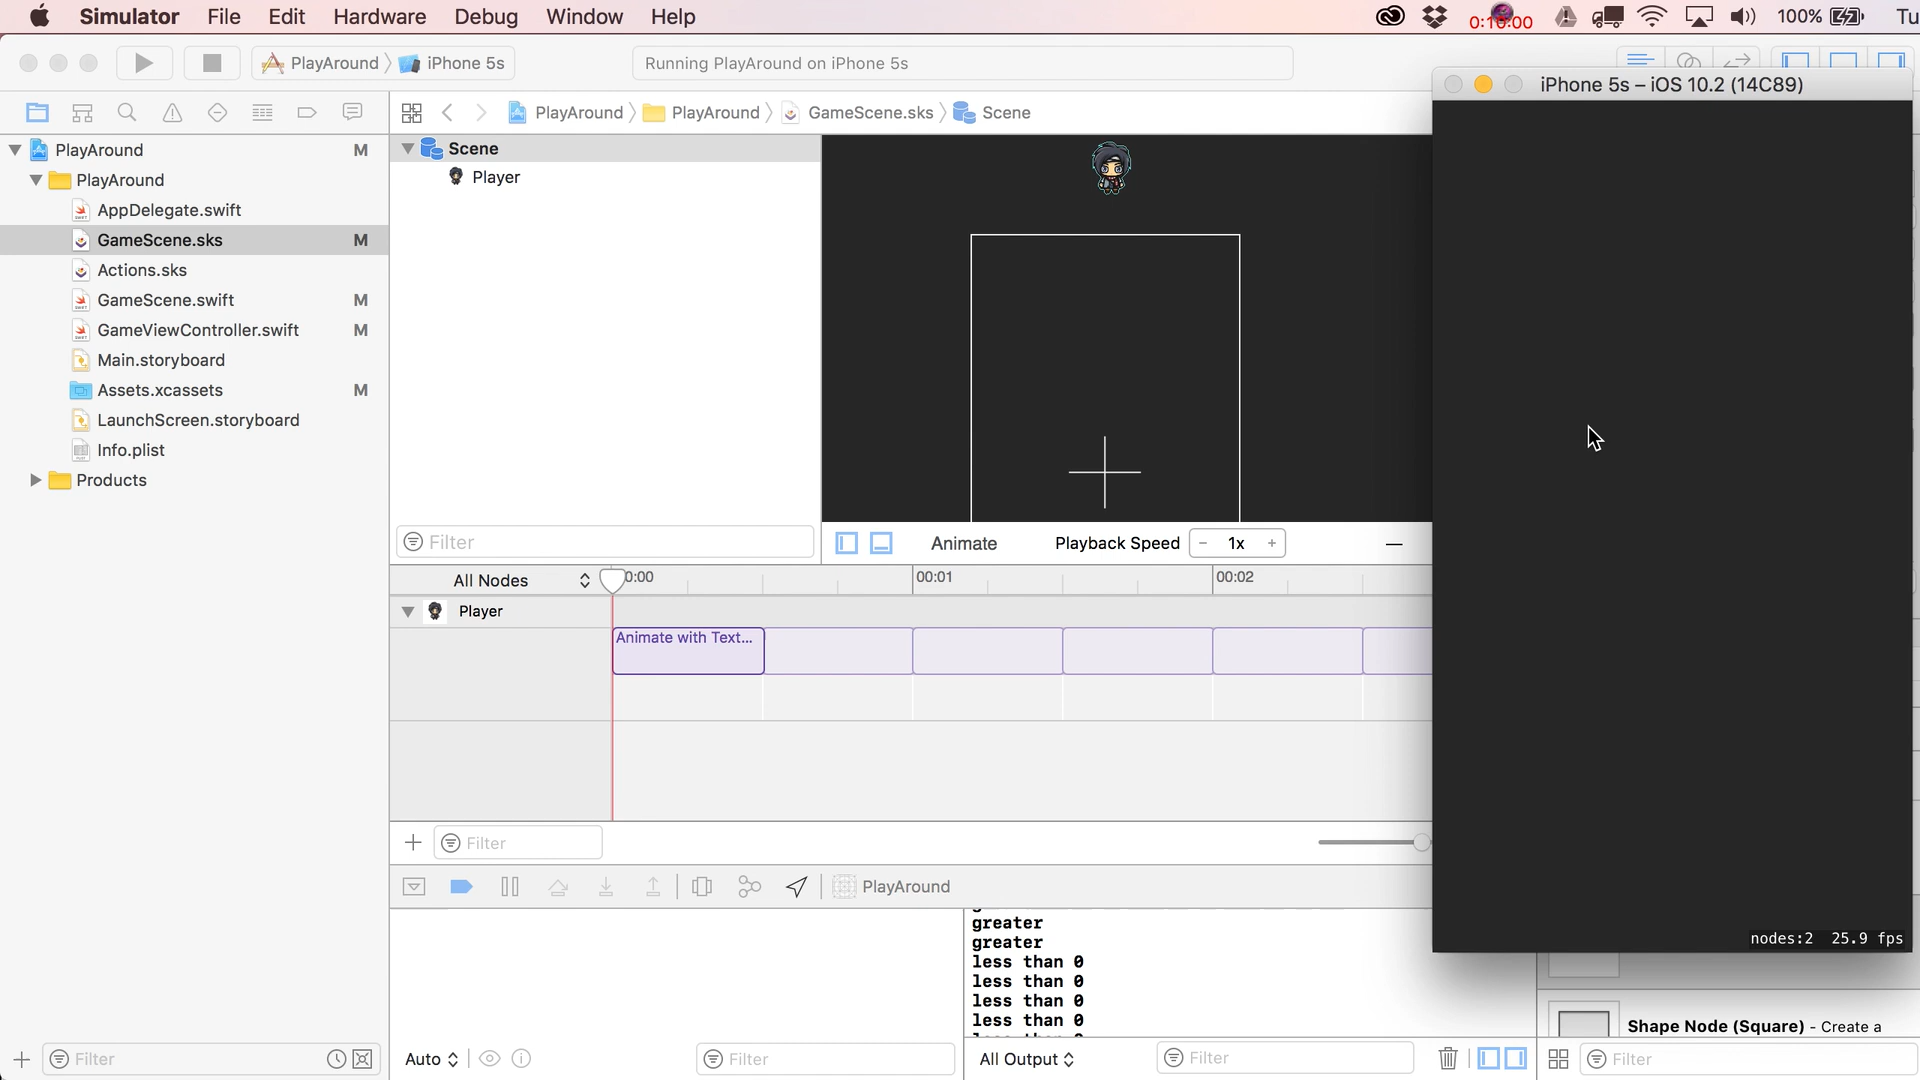 Simulator File Edit Hardware Debug Window Help 0:10:00 100% Tu
PlayAround iPhone 5s Running PlayAround on iPhone 5s
iPhone 5s – iOS 10.2 (14C89)
PlayAround PlayAround GameScene.sks Scene
PlayAround M
PlayAround
AppDelegate.swift
GameScene.sks M
Actions.sks
GameScene.swift M
GameViewController.swift M
Main.storyboard
Assets.xcassets M
LaunchScreen.storyboard
Info.plist
Products
Scene
Player
Filter
Animate Playback Speed - 1x +
All Nodes 0:00 00:01 00:02
Player
Animate with Text...
Filter
PlayAround
greater
greater
less than 0
less than 0
less than 0
less than 0
nodes:2 25.9 fps
Shape Node (Square) - Create a
Filter
Auto
Filter
All Output
Filter
Filter